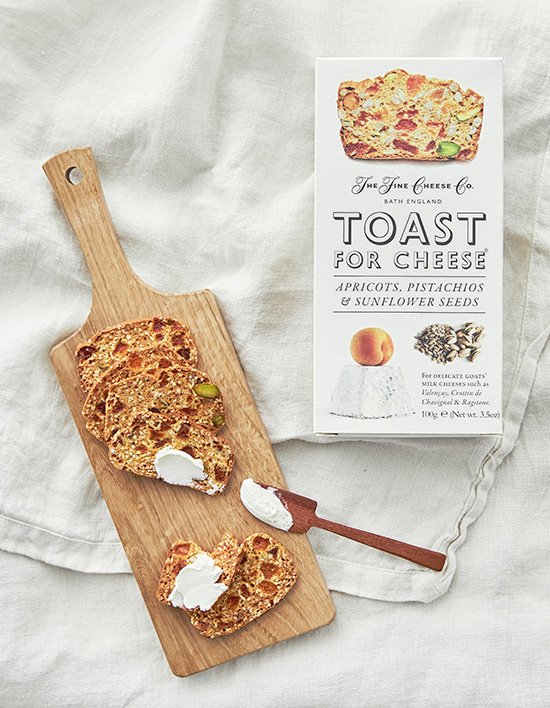 The Fine Cheese Co.
BATH ENGLAND
TOAST
FOR CHEESE®
APRICOTS, PISTACHIOS
& SUNFLOWER SEEDS
For DELICATE GOATS'
MILK CHEESES such as
Valençay, Crottin de
Chavignol & Ragstone.
100g ℮ (Net wt. 3.5oz)